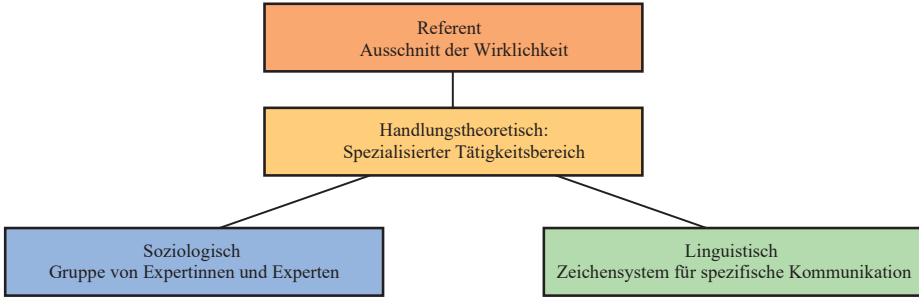 Referent
Ausschnitt der Wirklichkeit
Handlungstheoretisch:
Spezialisierter Tätigkeitsbereich
Soziologisch
Gruppe von Expertinnen und Experten
Linguistisch
Zeichensystem für spezifische Kommunikation